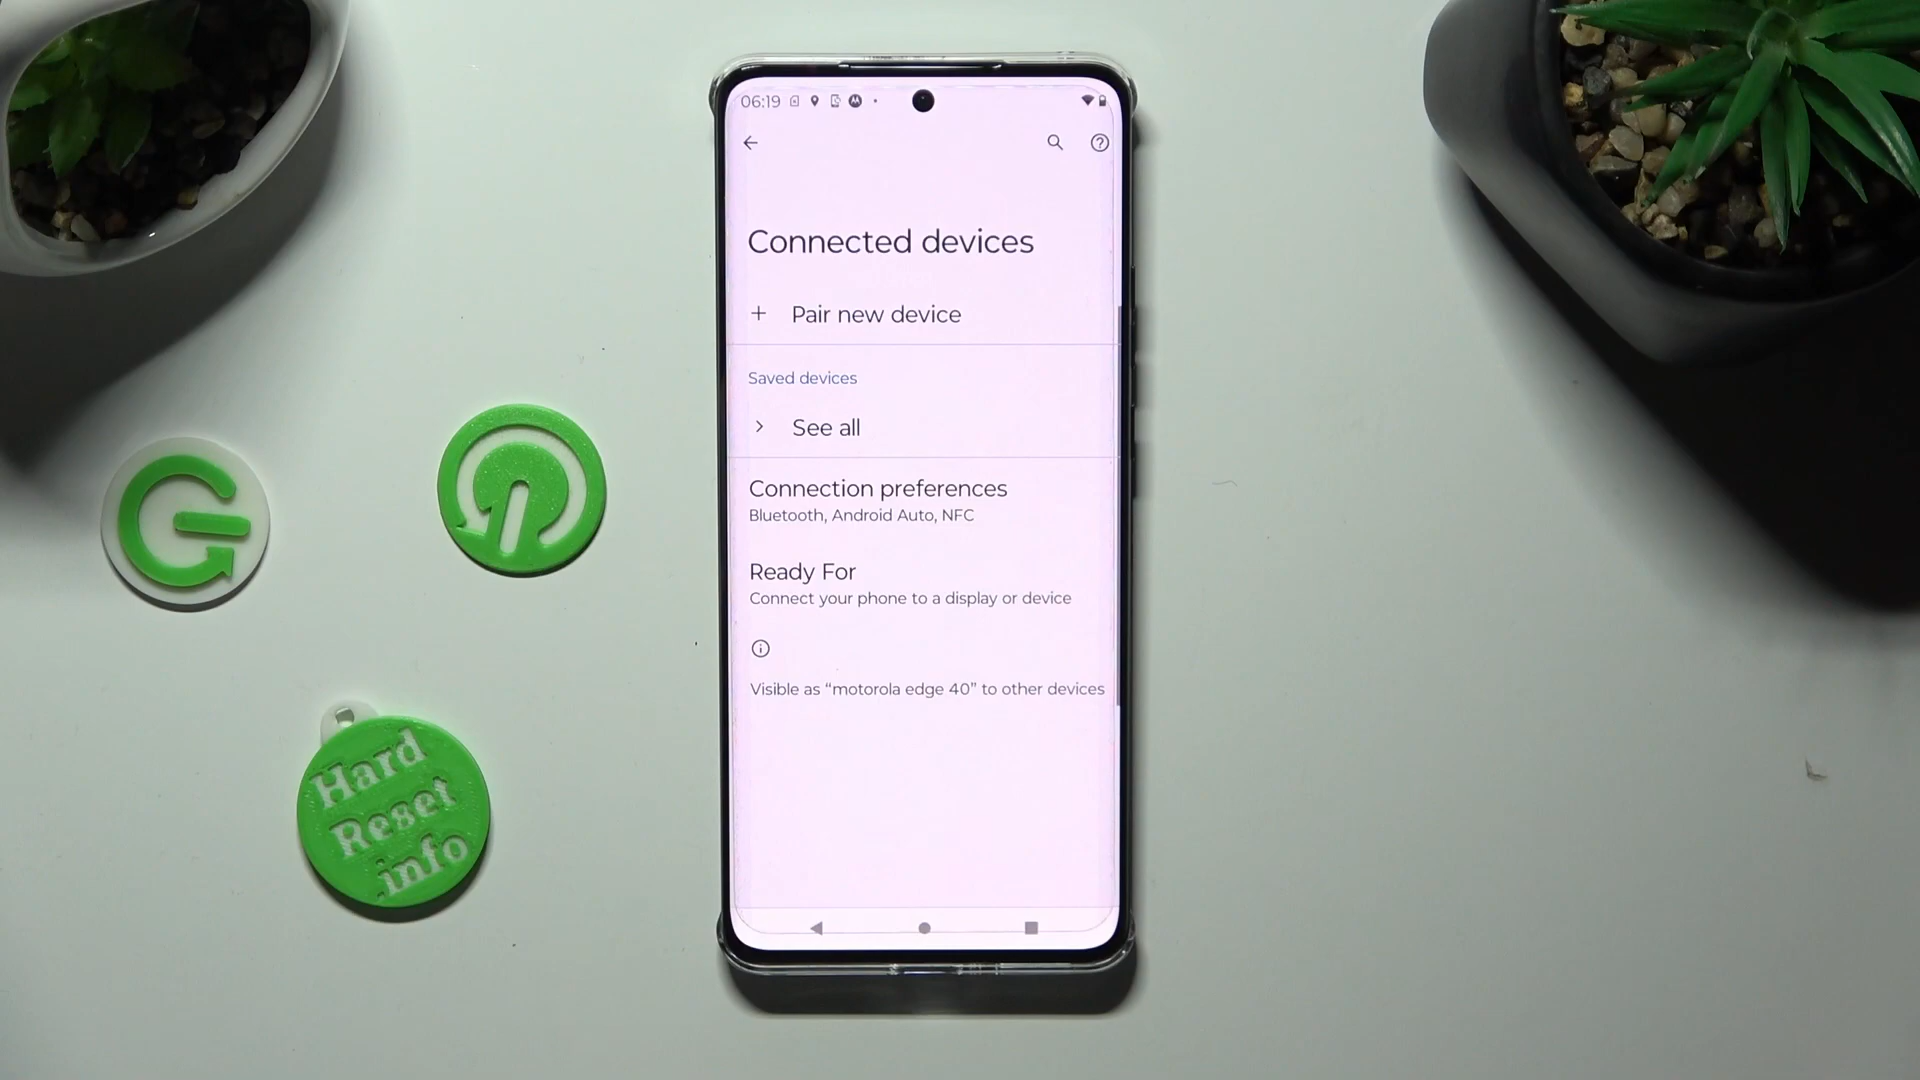 06:19
Connected devices
+ Pair new device
Saved devices
See all
Connection preferences
Bluetooth, Android Auto, NFC
Ready For
Connect your phone to a display or device
Visible as “motorola edge 40” to other devices
Hard
Reset
.info